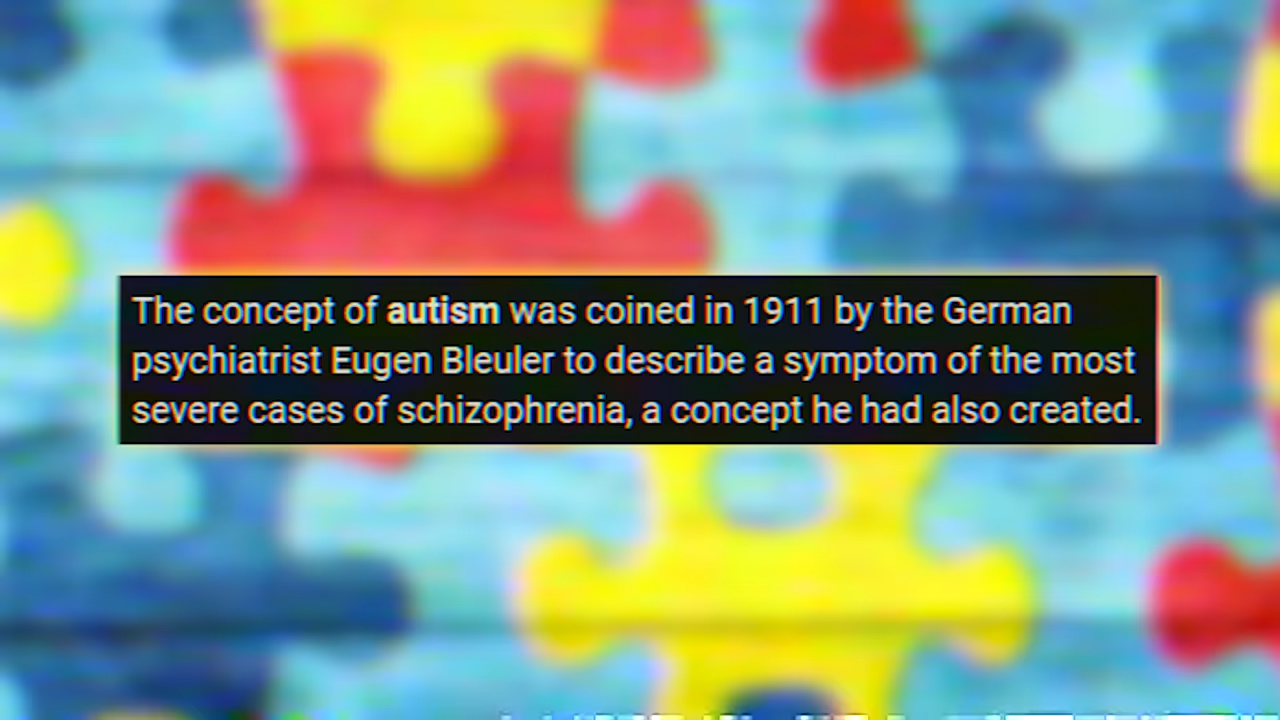 The concept of autism was coined in 1911 by the German
psychiatrist Eugen Bleuler to describe a symptom of the most
severe cases of schizophrenia, a concept he had also created.